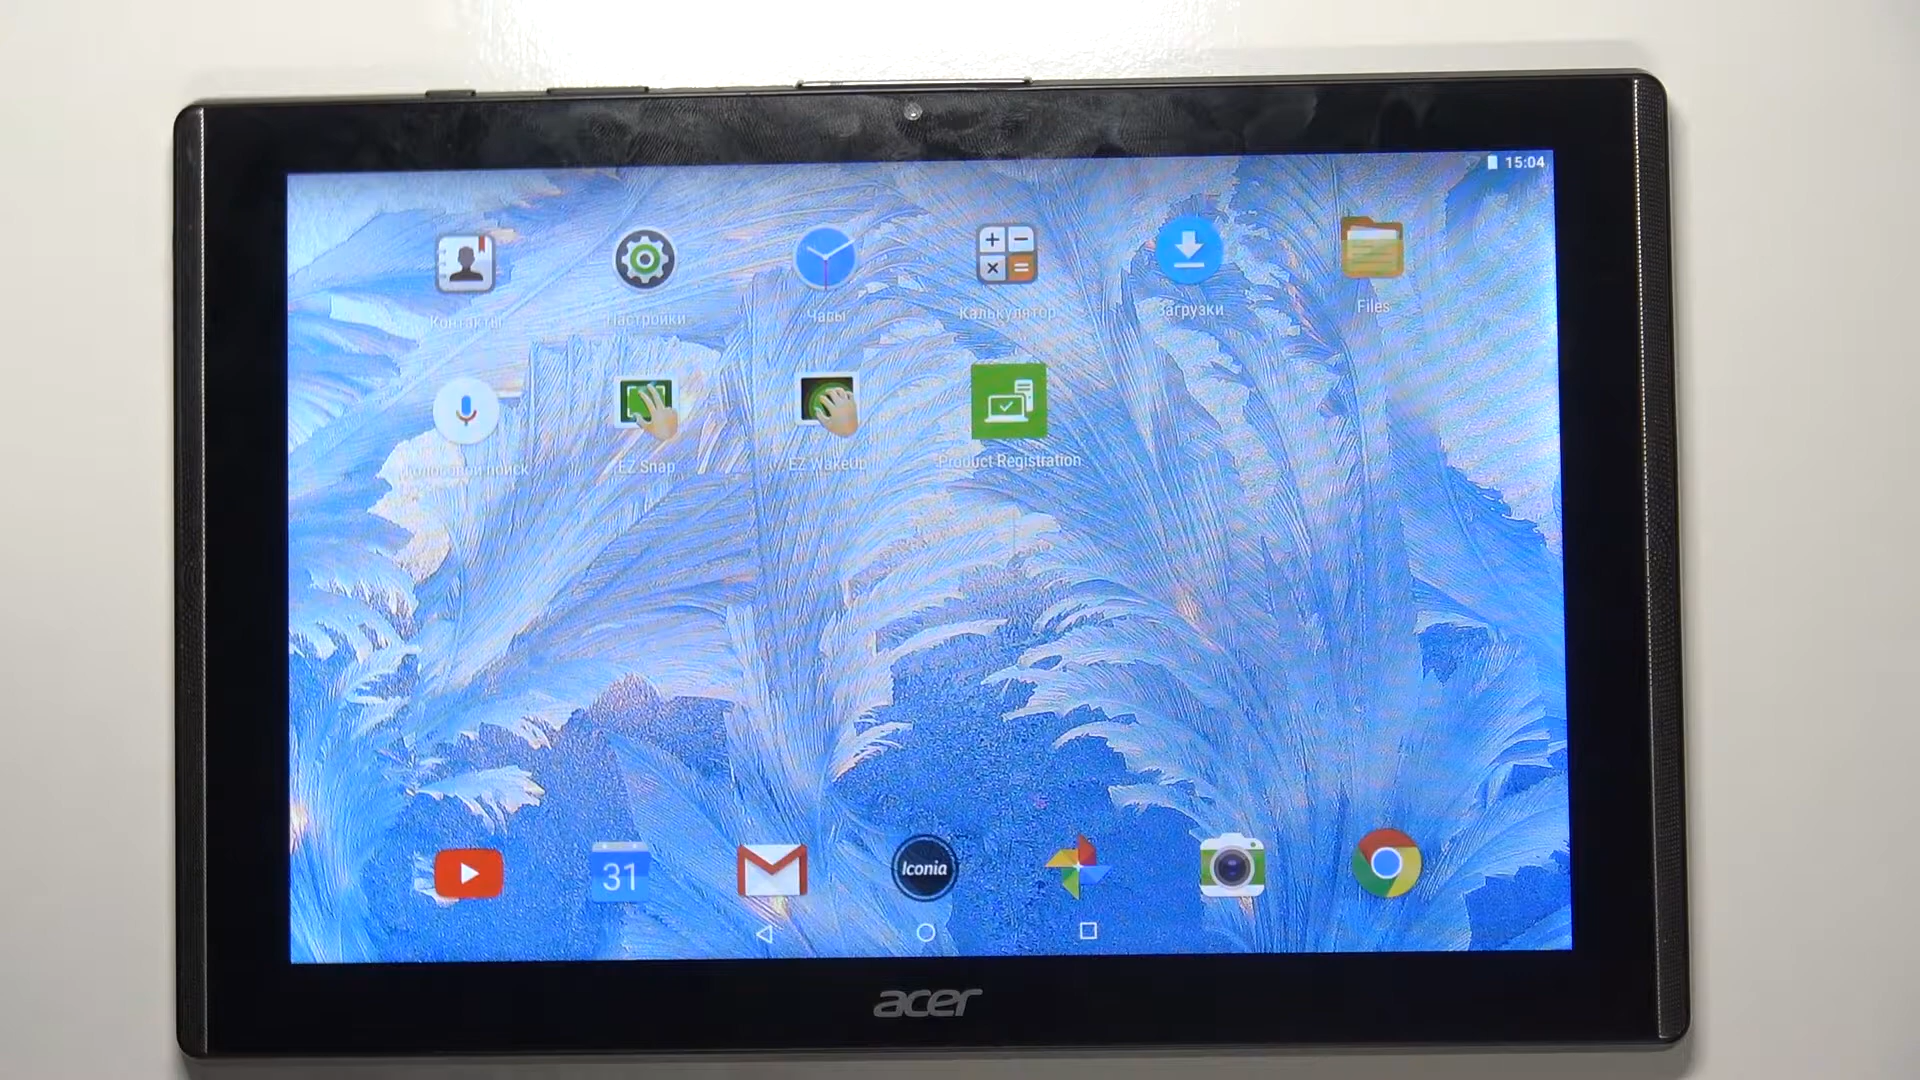 15:04
Контакты
Настройки
Часы
Калькулятор
Загрузки
Files
Голосовой поиск
EZ Snap
EZ WakeUp
Product Registration
31
Iconia
acer